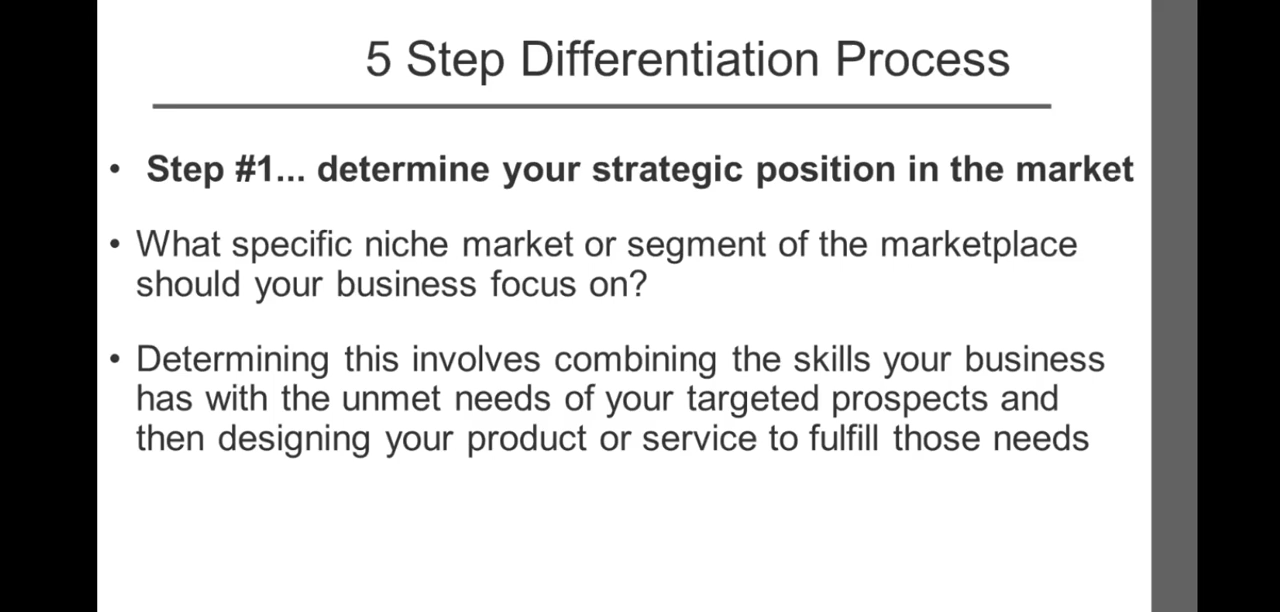 5 Step Differentiation Process
• Step #1... determine your strategic position in the market
• What specific niche market or segment of the marketplace
should your business focus on?
• Determining this involves combining the skills your business
has with the unmet needs of your targeted prospects and
then designing your product or service to fulfill those needs